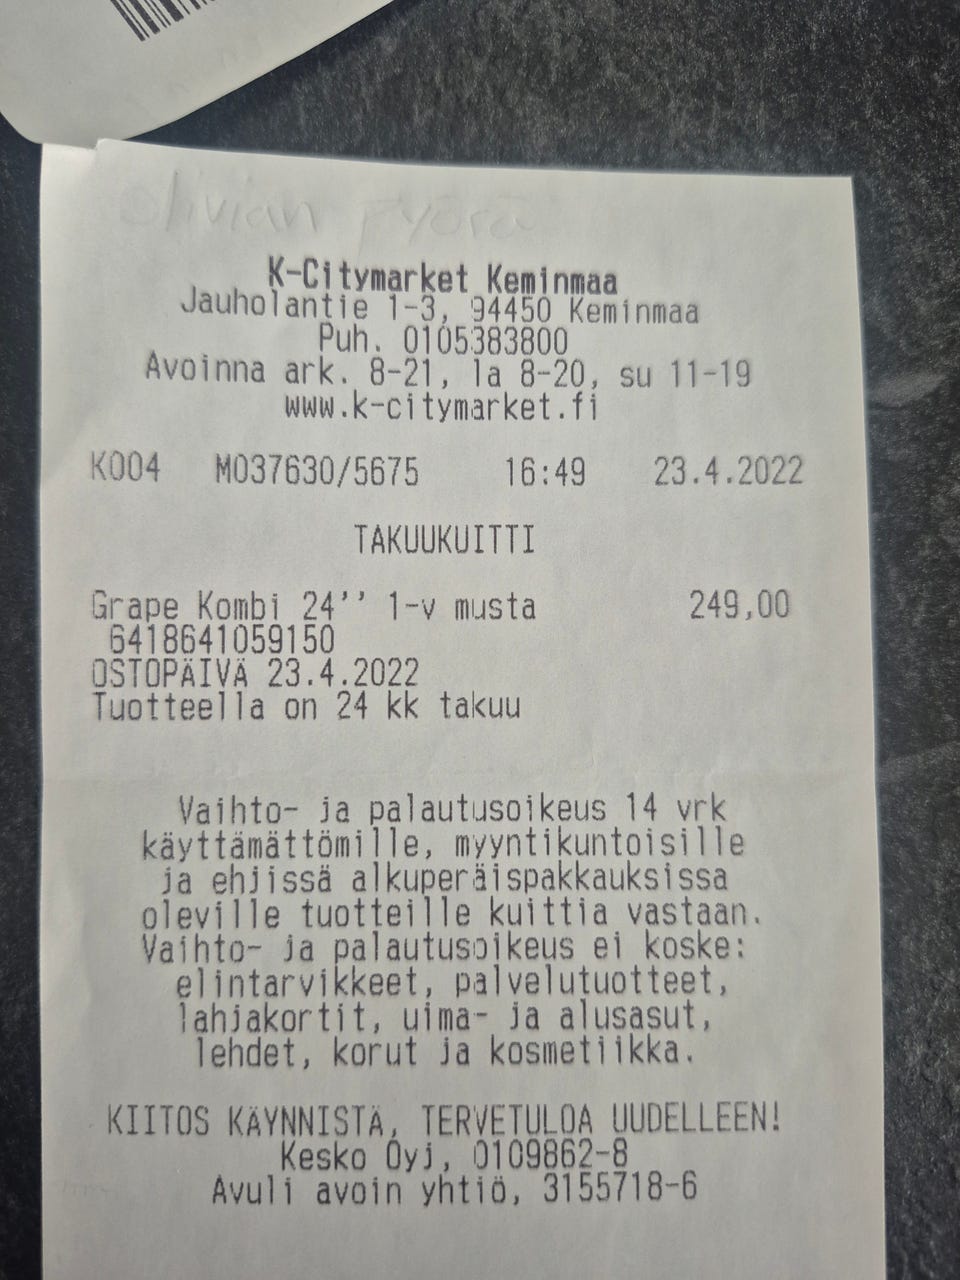 olivian pyörä
K-Citymarket Keminmaa
Jauholantie 1-3, 94450 Keminmaa
Puh. 0105383800
Avoinna ark. 8-21, la 8-20, su 11-19
www.k-citymarket.fi
K004 M037630/5675 16:49 23.4.2022
TAKUUKUITTI
Grape Kombi 24'' 1-v musta 249,00
6418641059150
OSTOPÄIVÄ 23.4.2022
Tuotteella on 24 kk takuu
Vaihto- ja palautusoikeus 14 vrk
käyttämättömille, myyntikuntoisille
ja ehjissä alkuperäispakkauksissa
oleville tuotteille kuittia vastaan.
Vaihto- ja palautusoikeus ei koske:
elintarvikkeet, palvelutuotteet,
lahjakortit, uima- ja alusasut,
lehdet, korut ja kosmetiikka.
KIITOS KÄYNNISTÄ, TERVETULOA UUDELLEEN!
Kesko Oyj, 0109862-8
Avuli avoin yhtiö, 3155718-6